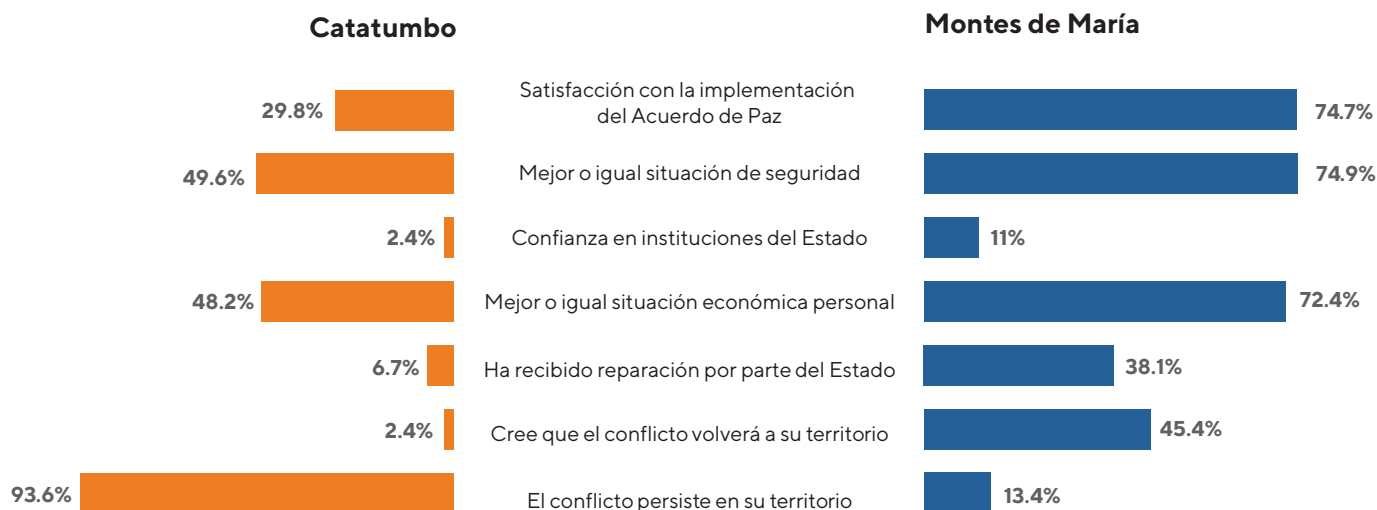 Catatumbo
Montes de María
29.8%
Satisfacción con la implementación
del Acuerdo de Paz
74.7%
49.6%
Mejor o igual situación de seguridad
74.9%
2.4%
Confianza en instituciones del Estado
11%
48.2%
Mejor o igual situación económica personal
72.4%
6.7%
Ha recibido reparación por parte del Estado
38.1%
2.4%
Cree que el conflicto volverá a su territorio
45.4%
93.6%
El conflicto persiste en su territorio
13.4%